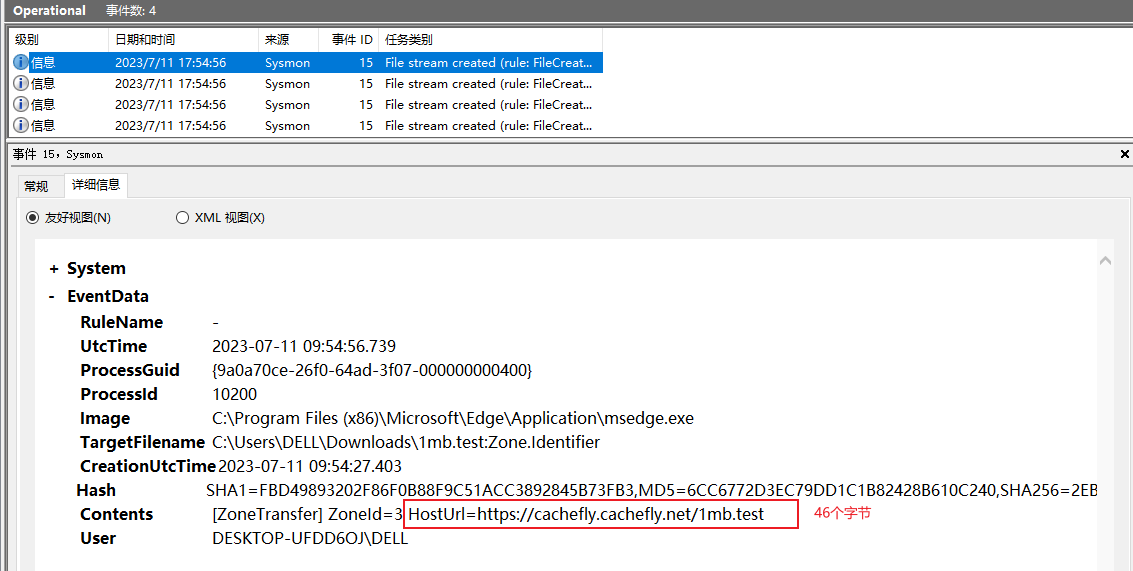 Operational 事件数: 4
级别 日期和时间 来源 事件 ID 任务类别
信息 2023/7/11 17:54:56 Sysmon 15 File stream created (rule: FileCreat...
信息 2023/7/11 17:54:56 Sysmon 15 File stream created (rule: FileCreat...
信息 2023/7/11 17:54:56 Sysmon 15 File stream created (rule: FileCreat...
信息 2023/7/11 17:54:56 Sysmon 15 File stream created (rule: FileCreat...
事件 15，Sysmon
常规 详细信息
友好视图(N) XML 视图(X)
+ System
- EventData
RuleName -
UtcTime 2023-07-11 09:54:56.739
ProcessGuid {9a0a70ce-26f0-64ad-3f07-000000000400}
ProcessId 10200
Image C:\Program Files (x86)\Microsoft\Edge\Application\msedge.exe
TargetFilename C:\Users\DELL\Downloads\1mb.test:Zone.Identifier
CreationUtcTime 2023-07-11 09:54:27.403
Hash SHA1=FBD49893202F86F0B88F9C51ACC3892845B73FB3,MD5=6CC6772D3EC79DD1C1B82428B610C240,SHA256=2EB
Contents [ZoneTransfer] ZoneId=3 HostUrl=https://cachefly.cachefly.net/1mb.test 46个字节
User DESKTOP-UFDD6OJ\DELL